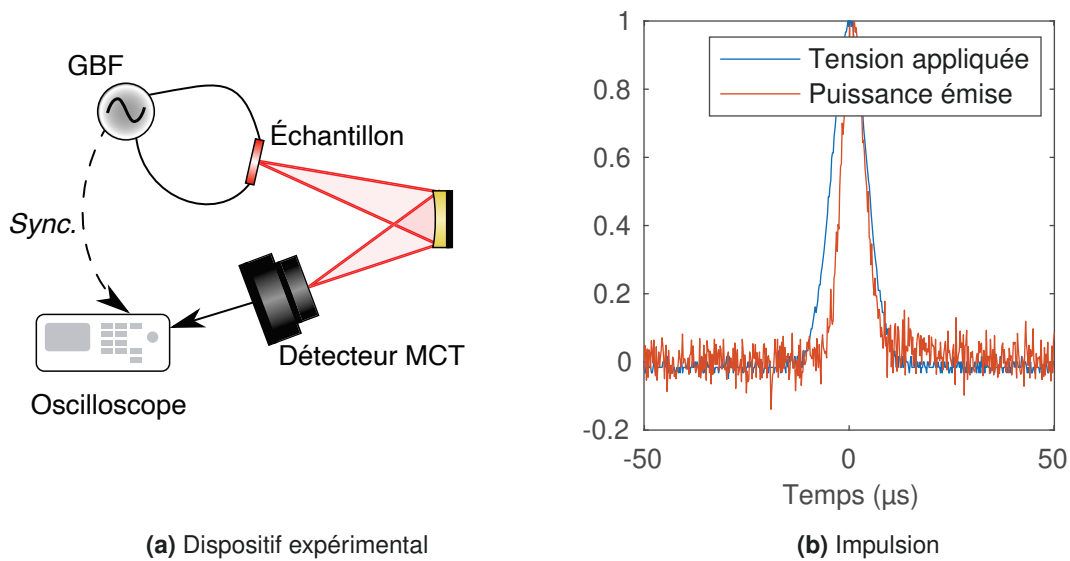 GBF
Échantillon
Sync.
Détecteur MCT
Oscilloscope
(a) Dispositif expérimental
1
0.8
0.6
0.4
0.2
0
-0.2
Tension appliquée
Puissance émise
-50
0
50
Temps (µs)
(b) Impulsion